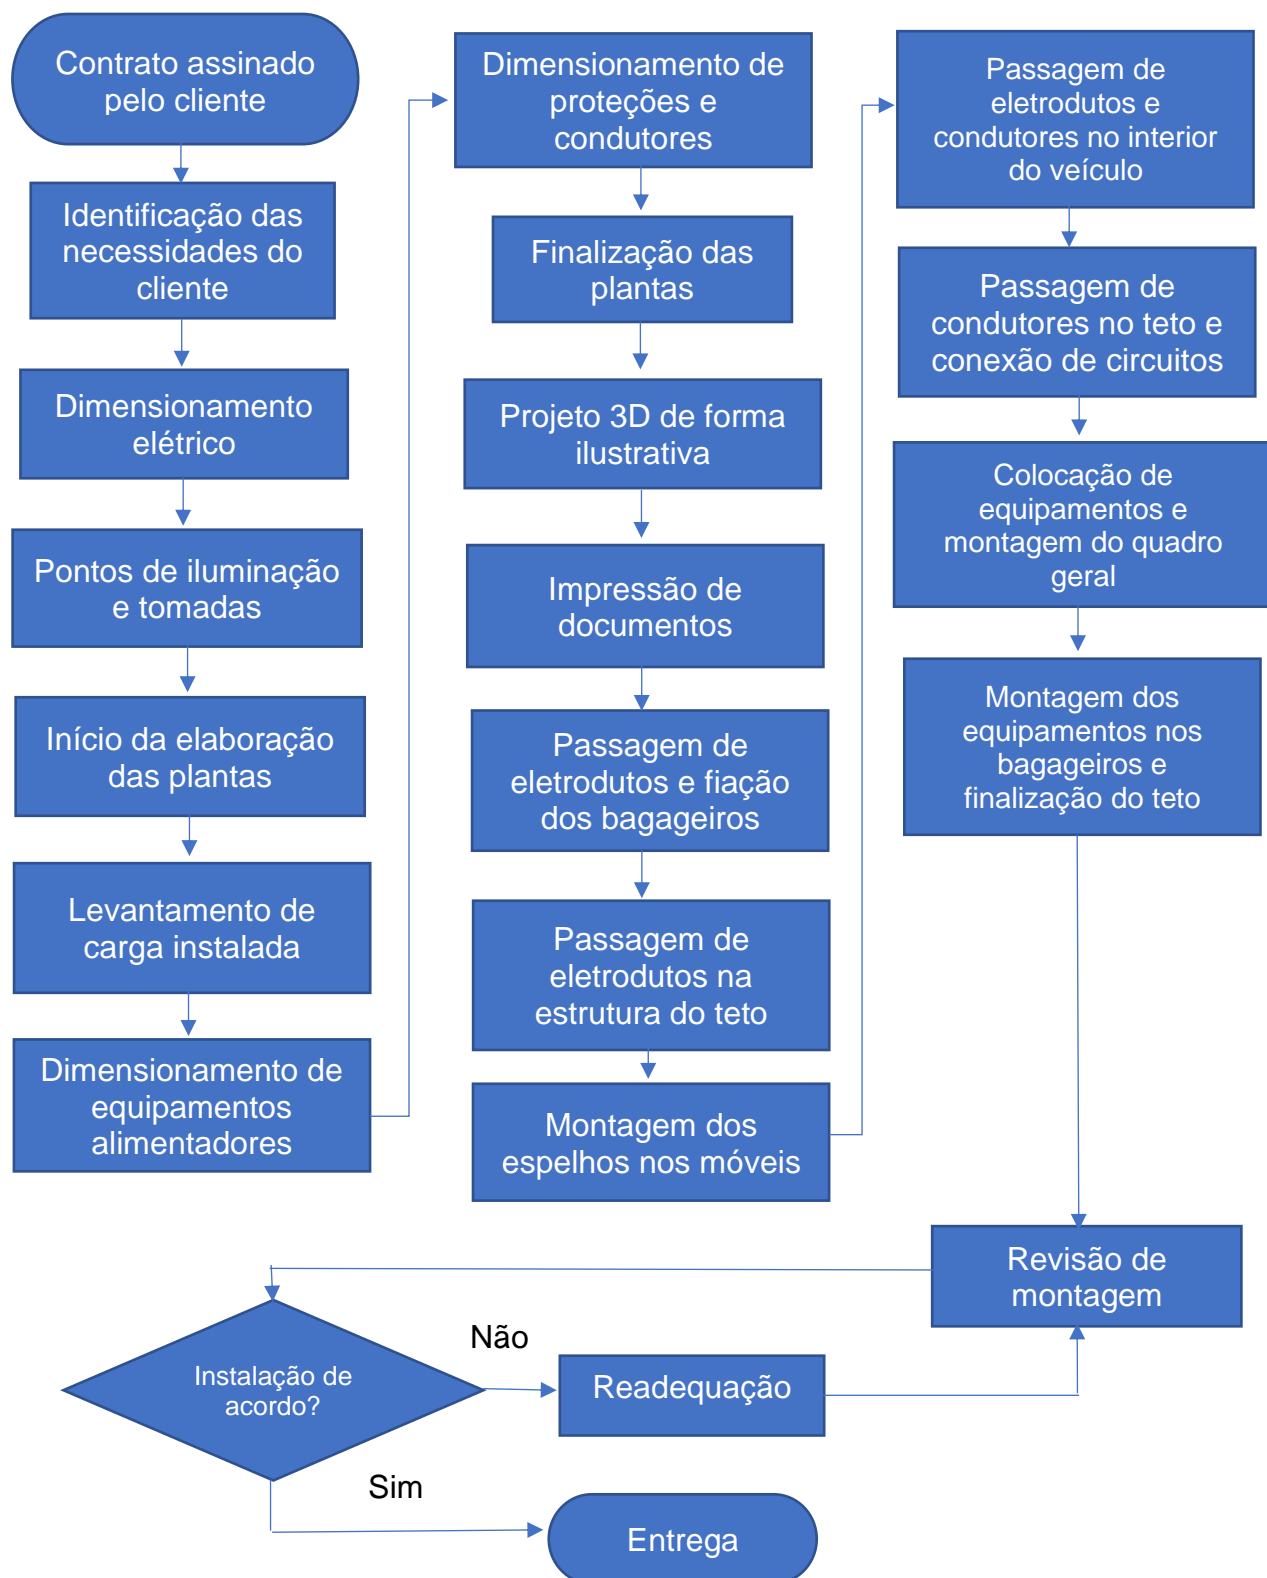 Contrato assinado
pelo cliente
Identificação das
necessidades do
cliente
Dimensionamento
elétrico
Pontos de iluminação
e tomadas
Início da elaboração
das plantas
Levantamento de
carga instalada
Dimensionamento de
equipamentos
alimentadores
Dimensionamento de
proteções e
condutores
Finalização das
plantas
Projeto 3D de forma
ilustrativa
Impressão de
documentos
Passagem de
eletrodutos e fiação
dos bagageiros
Passagem de
eletrodutos na
estrutura do teto
Montagem dos
espelhos nos móveis
Passagem de
eletrodutos e
condutores no interior
do veículo
Passagem de
condutores no teto e
conexão de circuitos
Colocação de
equipamentos e
montagem do quadro
geral
Montagem dos
equipamentos nos
bagageiros e
finalização do teto
Revisão de
montagem
Instalação de
acordo?
Não
Readequação
Sim
Entrega